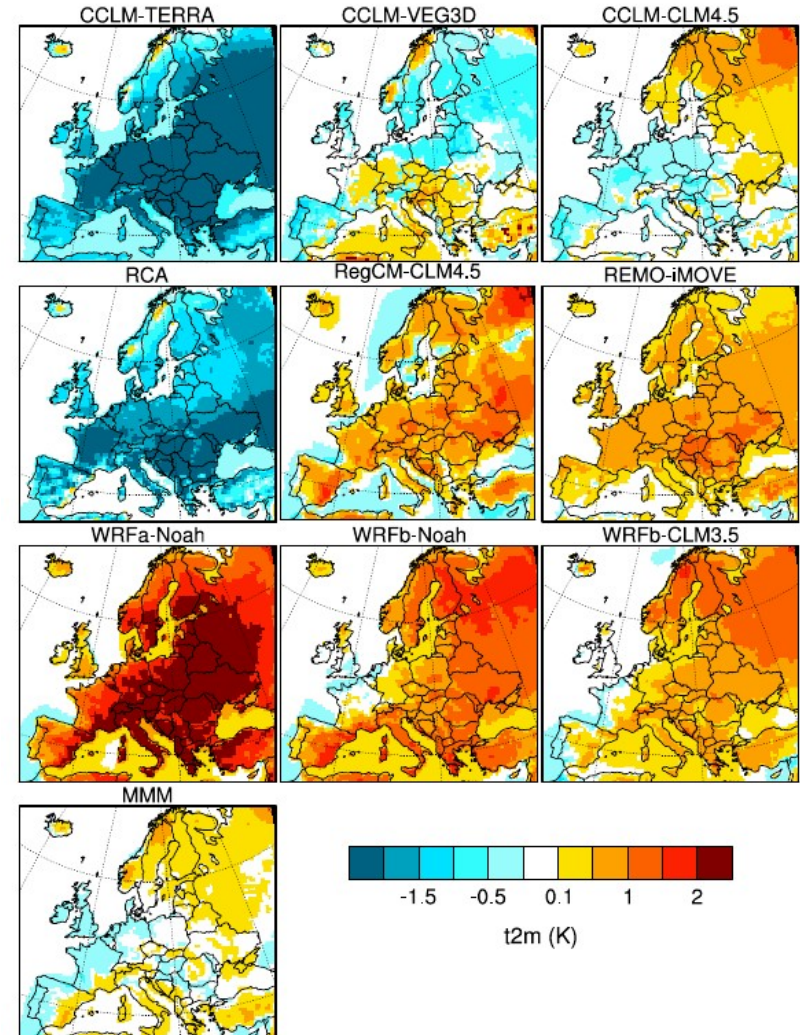 CCLM-TERRA CCLM-VEG3D CCLM-CLM4.5
RCA RegCM-CLM4.5 REMO-iMOVE
WRFa-Noah WRFb-Noah WRFb-CLM3.5
MMM
-1.5 -0.5 0.1 1 2
t2m (K)